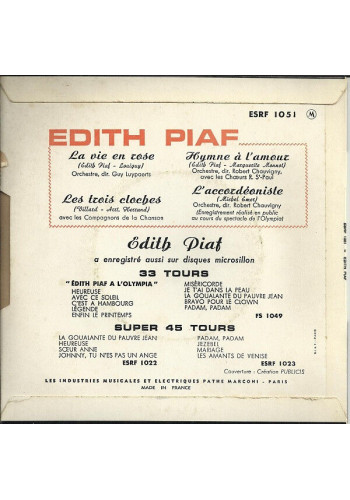 ESRF 1051 M
EDITH PIAF
La vie en rose
(Edith Piaf - Louiguy)
Orchestre, dir. Guy Luypaerts
Hymne à l'amour
(Edith Piaf - Marguerite Monnot)
Orchestre, dir. Robert Chauvigny,
avec les Chœurs R. St-Paul
Les trois cloches
(Villard - Arrt. Herrand)
avec les Compagnons de la Chanson
L'accordéoniste
(Michel Emer)
Orchestre, dir. Robert Chauvigny
(Enregistrement réalisé en public
au cours du spectacle de l'Olympia)
Edith Piaf
a enregistré aussi sur disques microsillon
33 TOURS
"ÉDITH PIAF A L'OLYMPIA"
HEUREUSE
AVEC CE SOLEIL
C'EST A HAMBOURG
LÉGENDE
ENFIN LE PRINTEMPS
MISÉRICORDE
JE T'AI DANS LA PEAU
LA GOUALANTE DU PAUVRE JEAN
BRAVO POUR LE CLOWN
PADAM, PADAM
FS 1049
SUPER 45 TOURS
LA GOUALANTE DU PAUVRE JEAN
HEUREUSE
SŒUR ANNE
JOHNNY, TU N'ES PAS UN ANGE
ESRF 1022
PADAM, PADAM
JEZEBEL
MARIAGE
LES AMANTS DE VENISE
ESRF 1023
Couverture : Création PUBLICIS
LES INDUSTRIES MUSICALES ET ELECTRIQUES PATHE MARCONI - PARIS
MADE IN FRANCE